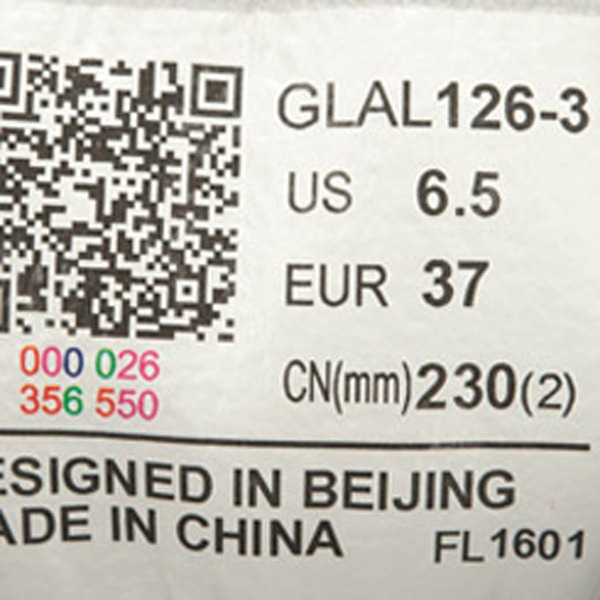 GLAL126-3
US 6.5
EUR 37
CN(mm)230(2)
000 026
356 550
ESIGNED IN BEIJING
ADE IN CHINA
FL1601